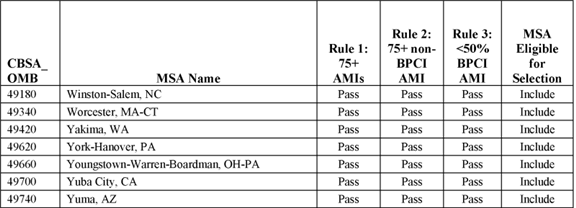 CBSA_ OMB | MSA Name | Rule 1: 75+ AMIs | Rule 2: 75+ non-BPCI AMI | Rule 3: <50% BPCI AMI | MSA Eligible for Selection
49180 | Winston-Salem, NC | Pass | Pass | Pass | Include
49340 | Worcester, MA-CT | Pass | Pass | Pass | Include
49420 | Yakima, WA | Pass | Pass | Pass | Include
49620 | York-Hanover, PA | Pass | Pass | Pass | Include
49660 | Youngstown-Warren-Boardman, OH-PA | Pass | Pass | Pass | Include
49700 | Yuba City, CA | Pass | Pass | Pass | Include
49740 | Yuma, AZ | Pass | Pass | Pass | Include